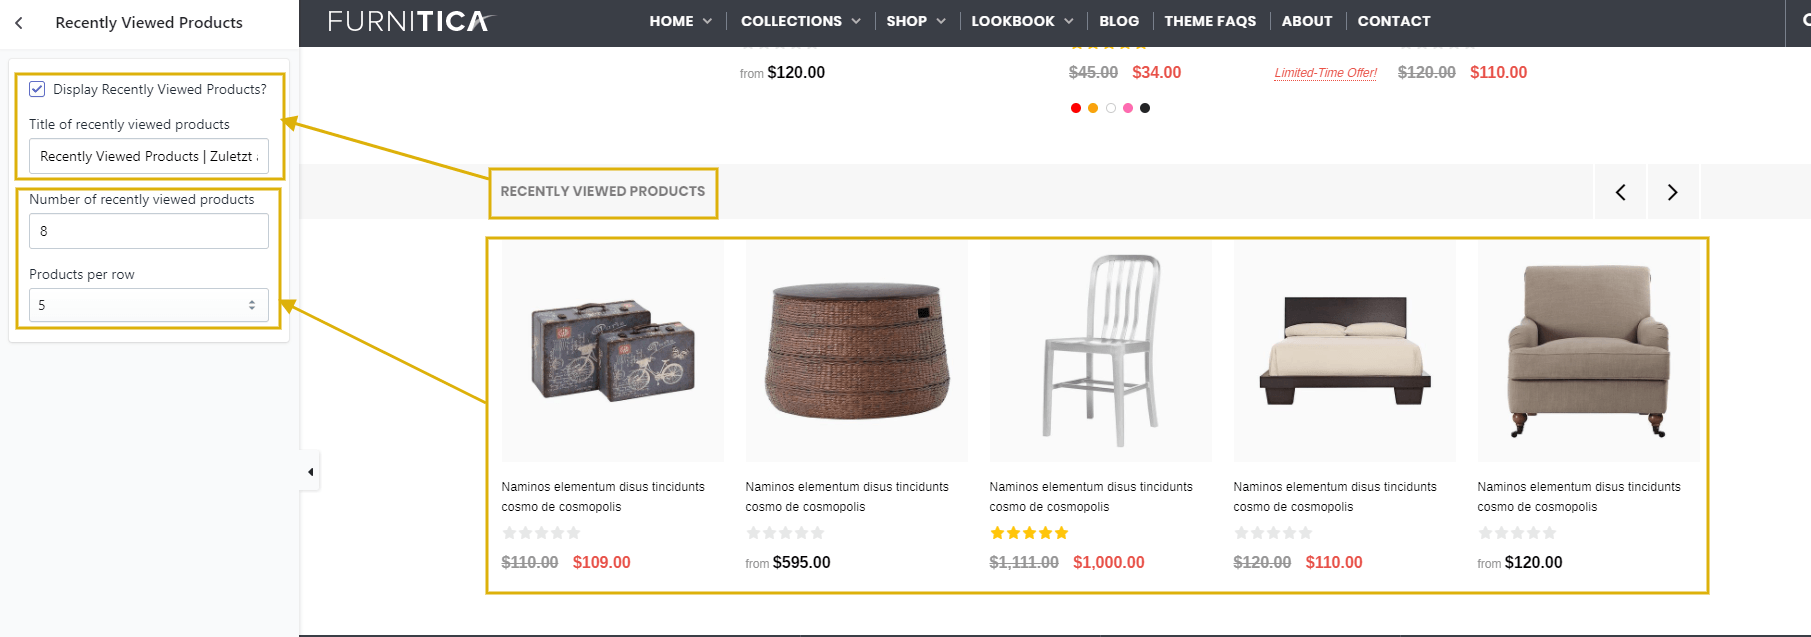 Recently Viewed Products
Display Recently Viewed Products?
Title of recently viewed products
Recently Viewed Products | Zuletzt
Number of recently viewed products
8
Products per row
5
FURNITICA
HOME COLLECTIONS SHOP LOOKBOOK BLOG THEME FAQS ABOUT CONTACT
from $120.00
$45.00 $34.00
Limited-Time Offer! $120.00 $110.00
RECENTLY VIEWED PRODUCTS
Naminos elementum disus tincidunts
cosmo de cosmopolis
$110.00 $109.00
Naminos elementum disus tincidunts
cosmo de cosmopolis
from $595.00
Naminos elementum disus tincidunts
cosmo de cosmopolis
$1,111.00 $1,000.00
Naminos elementum disus tincidunts
cosmo de cosmopolis
$120.00 $110.00
Naminos elementum disus tincidunts
cosmo de cosmopolis
from $120.00